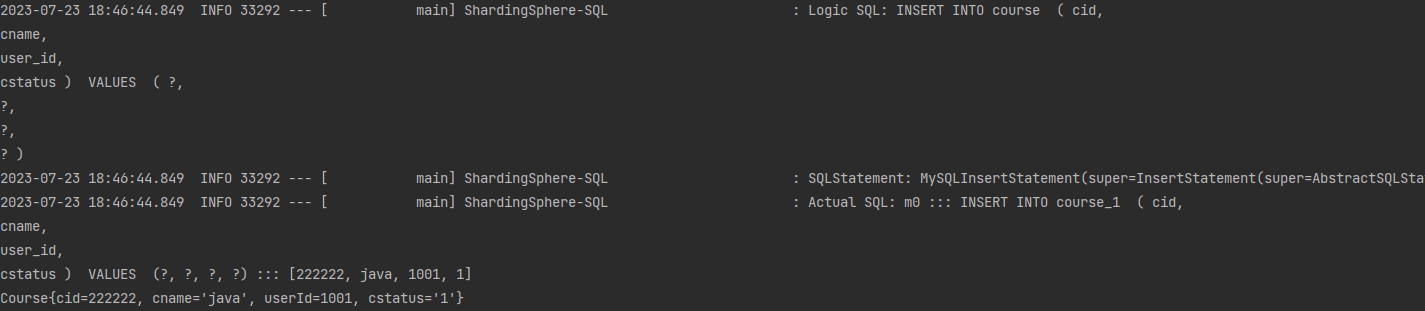 2023-07-23 18:46:44.849  INFO 33292 --- [           main] ShardingSphere-SQL                       : Logic SQL: INSERT INTO course  ( cid,
cname,
user_id,
cstatus )  VALUES  ( ?,
?,
?,
? )
2023-07-23 18:46:44.849  INFO 33292 --- [           main] ShardingSphere-SQL                       : SQLStatement: MySQLInsertStatement(super=InsertStatement(super=AbstractSQLSta
2023-07-23 18:46:44.849  INFO 33292 --- [           main] ShardingSphere-SQL                       : Actual SQL: m0 ::: INSERT INTO course_1  ( cid,
cname,
user_id,
cstatus )  VALUES  (?, ?, ?, ?) ::: [222222, java, 1001, 1]
Course{cid=222222, cname='java', userId=1001, cstatus='1'}